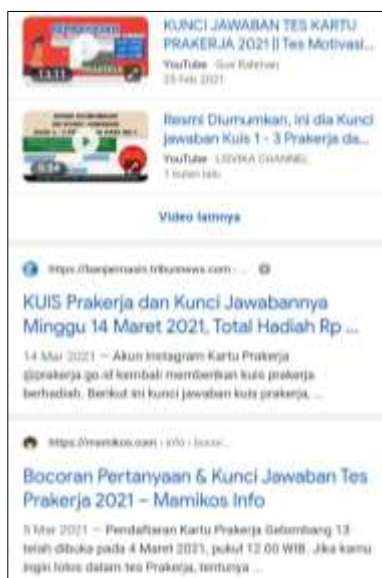 KUNCI JAWABAN TES KARTU
PRAKERJA 2021 || Tes Motivasi...
13.11
YouTube
25 Feb 2021
Resmi Diumumkan, ini dia Kunci
jawaban Kuis 1 - 3 Prakerja da...
YouTube · LISVIKA CHANNEL
1 bulan lalu
Video lainnya
https://banjarmasin.tribunnews.com › ...
KUIS Prakerja dan Kunci Jawabannya
Minggu 14 Maret 2021, Total Hadiah Rp ...
14 Mar 2021 — Akun Instagram Kartu Prakerja
@prakerja.go.id kembali memberikan kuis prakerja
berhadiah. Berikut ini kunci jawaban kuis prakerja, ...
https://mamikos.com › info › bocor...
Bocoran Pertanyaan & Kunci Jawaban Tes
Prakerja 2021 – Mamikos Info
5 Mar 2021 — Pendaftaran Kartu Prakerja Gelombang 13
telah dibuka pada 4 Maret 2021, pukul 12.00 WIB. Jika kamu
ingin lolos dalam tes Prakerja, tentunya ...